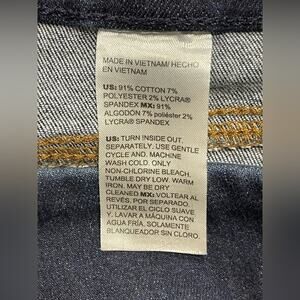 MADE IN VIETNAM/ HECHO
EN VIETNAM
US: 91% COTTON 7%
POLYESTER 2% LYCRA®
SPANDEX MX: 91%
ALGODÓN 7% poliéster 2%
LYCRA® SPANDEX
US: TURN INSIDE OUT.
SEPARATELY. USE GENTLE
CYCLE AND. MACHINE
WASH COLD. ONLY
NON-CHLORINE BLEACH.
TUMBLE DRY LOW. WARM
IRON. MAY BE DRY
CLEANED MX: VOLTEAR AL
REVÉS. POR SEPARADO.
UTILIZAR EL CICLO SUAVE
Y. LAVAR A MÁQUINA CON
AGUA FRÍA. SOLAMENTE
BLANQUEADOR SIN CLORO.